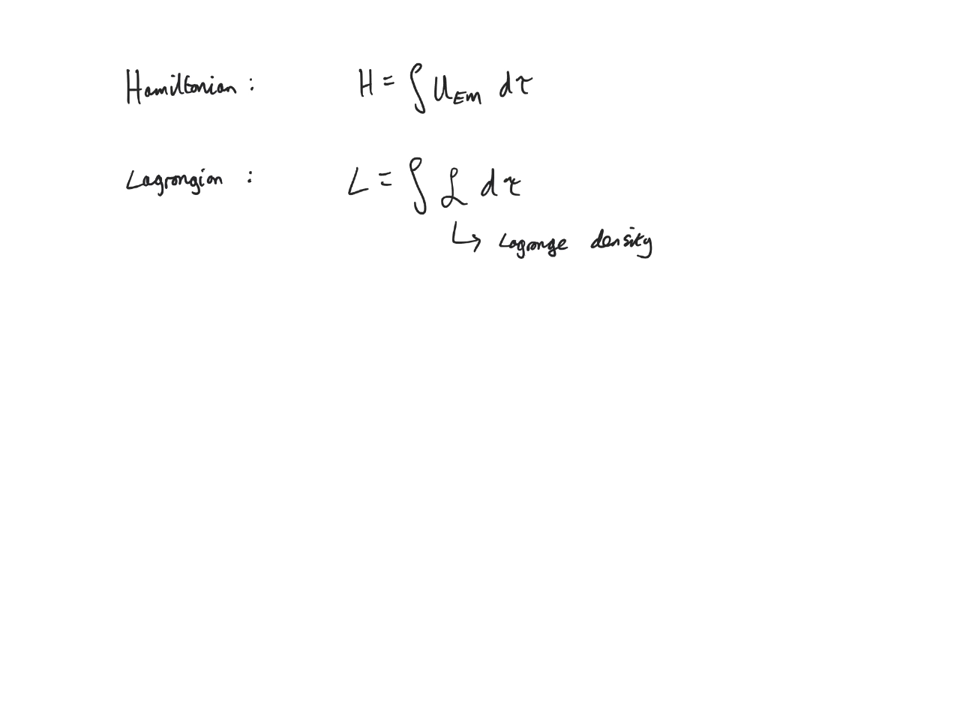 Hamiltonian : H = ∫ U_EM dτ
Lagrangian : L = ∫ ℒ dτ
↳ Lagrange density